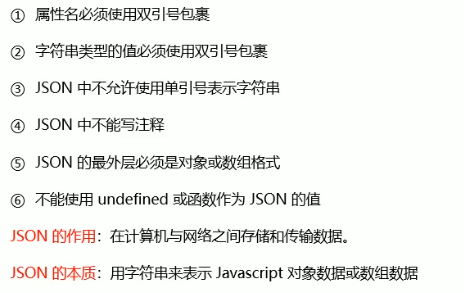 ① 属性名必须使用双引号包裹
② 字符串类型的值必须使用双引号包裹
③ JSON 中不允许使用单引号表示字符串
④ JSON 中不能写注释
⑤ JSON 的最外层必须是对象或数组格式
⑥ 不能使用 undefined 或函数作为 JSON 的值
JSON 的作用：在计算机与网络之间存储和传输数据。
JSON 的本质：用字符串来表示 Javascript 对象数据或数组数据